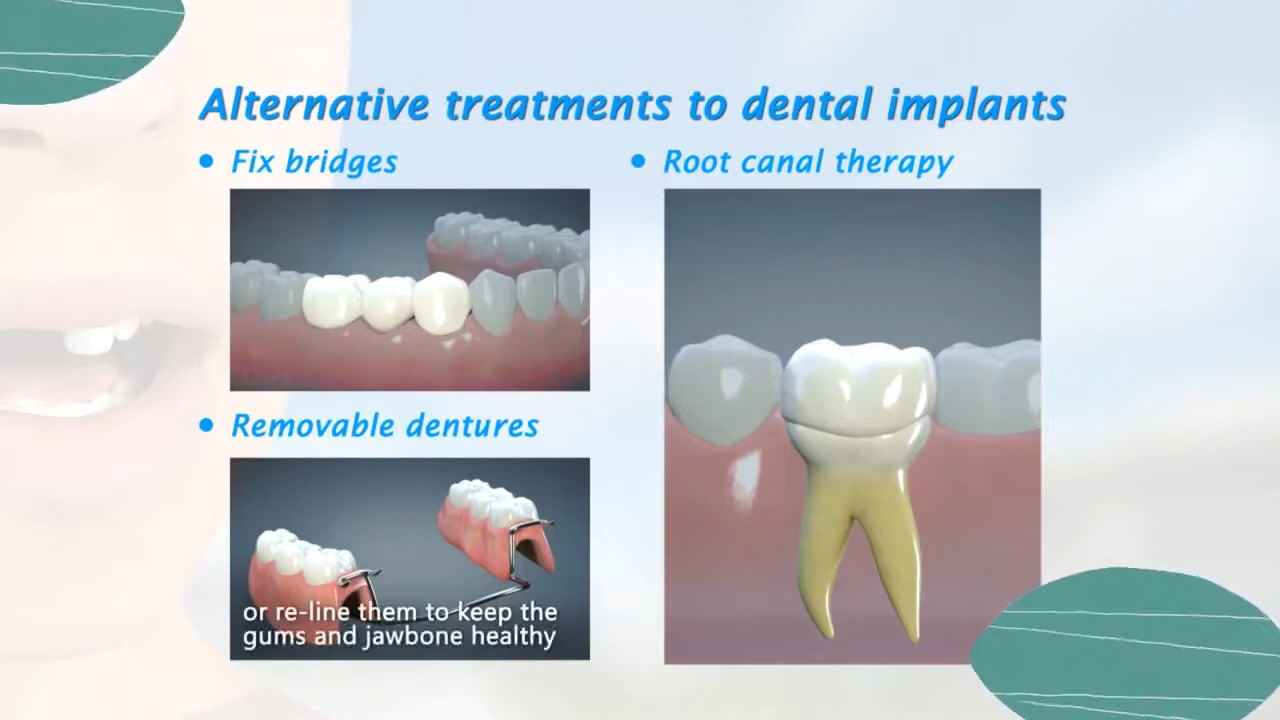 Alternative treatments to dental implants
• Fix bridges
• Root canal therapy
• Removable dentures
or re-line them to keep the
gums and jawbone healthy